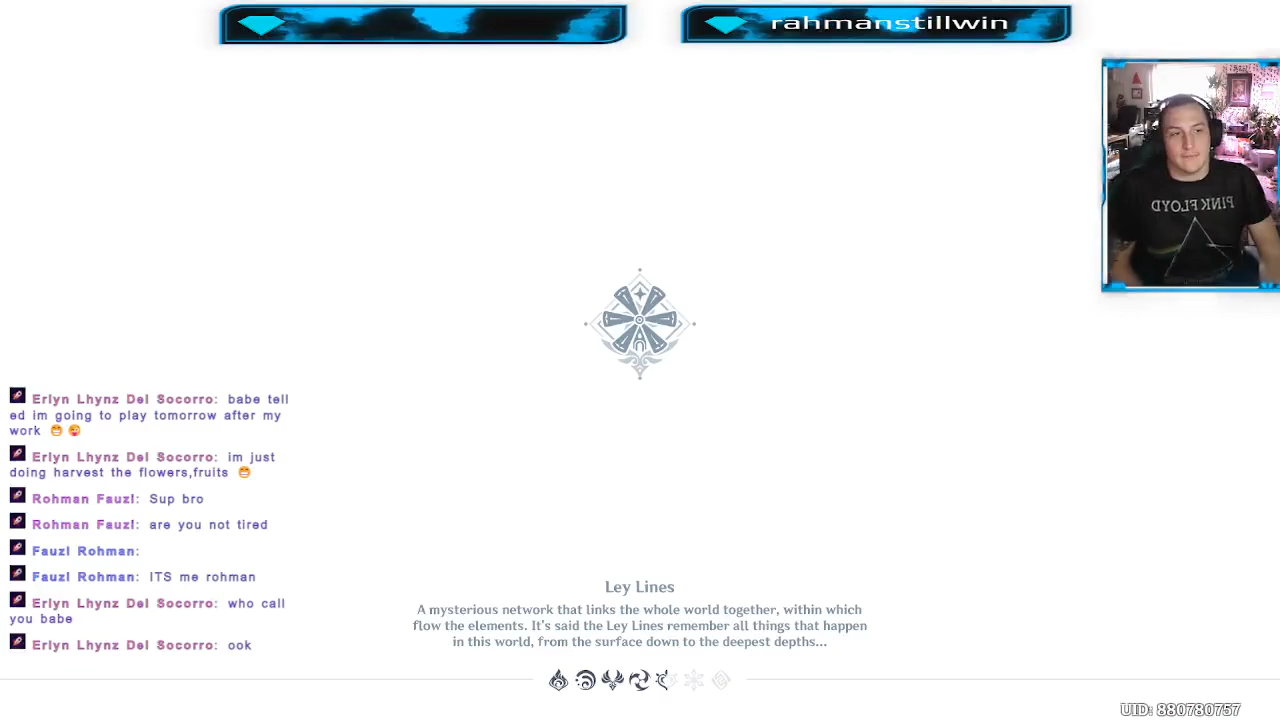 rahmanstillwin
PINK FLOYD
Erlyn Lhynz Del Socorro: babe tell
ed im going to play tomorrow after my
work 😁 😜
Erlyn Lhynz Del Socorro: im just
doing harvest the flowers,fruits 😁
Rohman Fauz!: Sup bro
Rohman Fauz!: are you not tired
Fauz! Rohman:
Fauz! Rohman: ITS me rohman
Erlyn Lhynz Del Socorro: who call
you babe
Erlyn Lhynz Del Socorro: ook
Ley Lines
A mysterious network that links the whole world together, within which
flow the elements. It's said the Ley Lines remember all things that happen
in this world, from the surface down to the deepest depths...
UID: 880780757